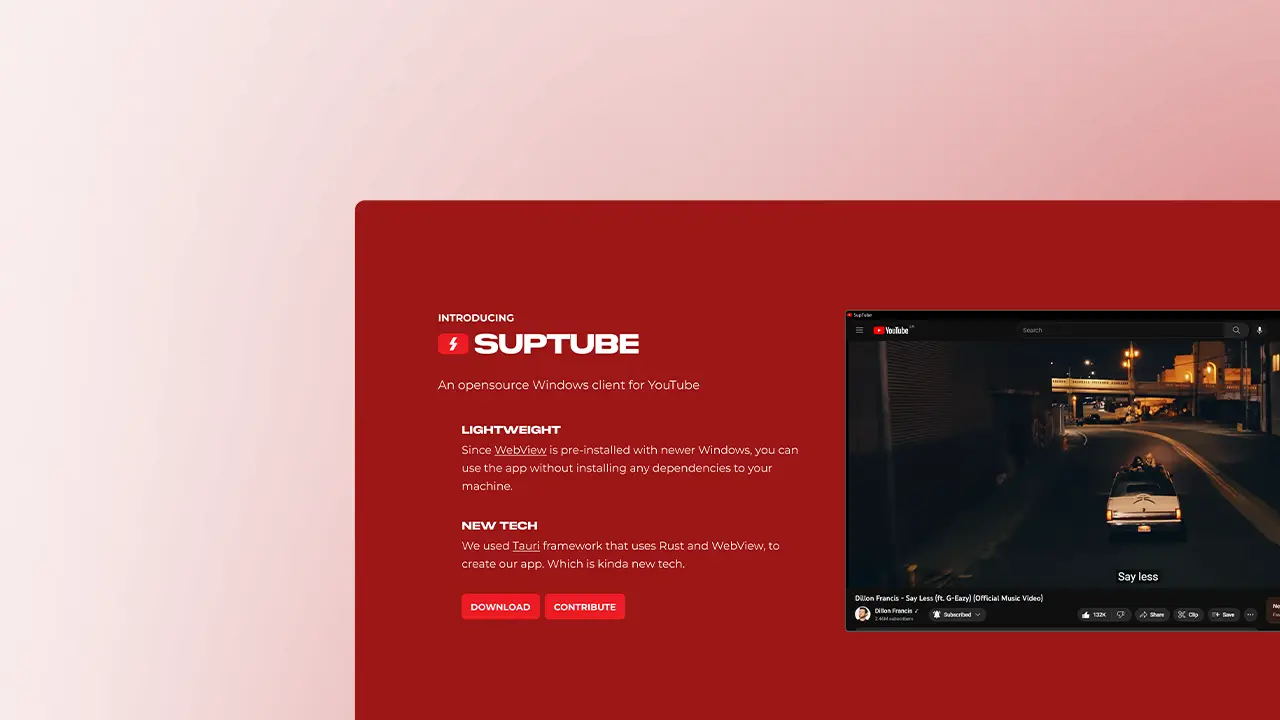 INTRODUCING
SUPTUBE
An opensource Windows client for YouTube
LIGHTWEIGHT
Since WebView is pre-installed with newer Windows, you can
use the app without installing any dependencies to your
machine.
NEW TECH
We used Tauri framework that uses Rust and WebView, to
create our app. Which is kinda new tech.
DOWNLOAD CONTRIBUTE
SupTube
YouTube
Search
Say less
Dillon Francis - Say Less (ft. G-Eazy) (Official Music Video)
Dillon Francis
2.46M subscribers
Subscribed
132K Share Clip Save